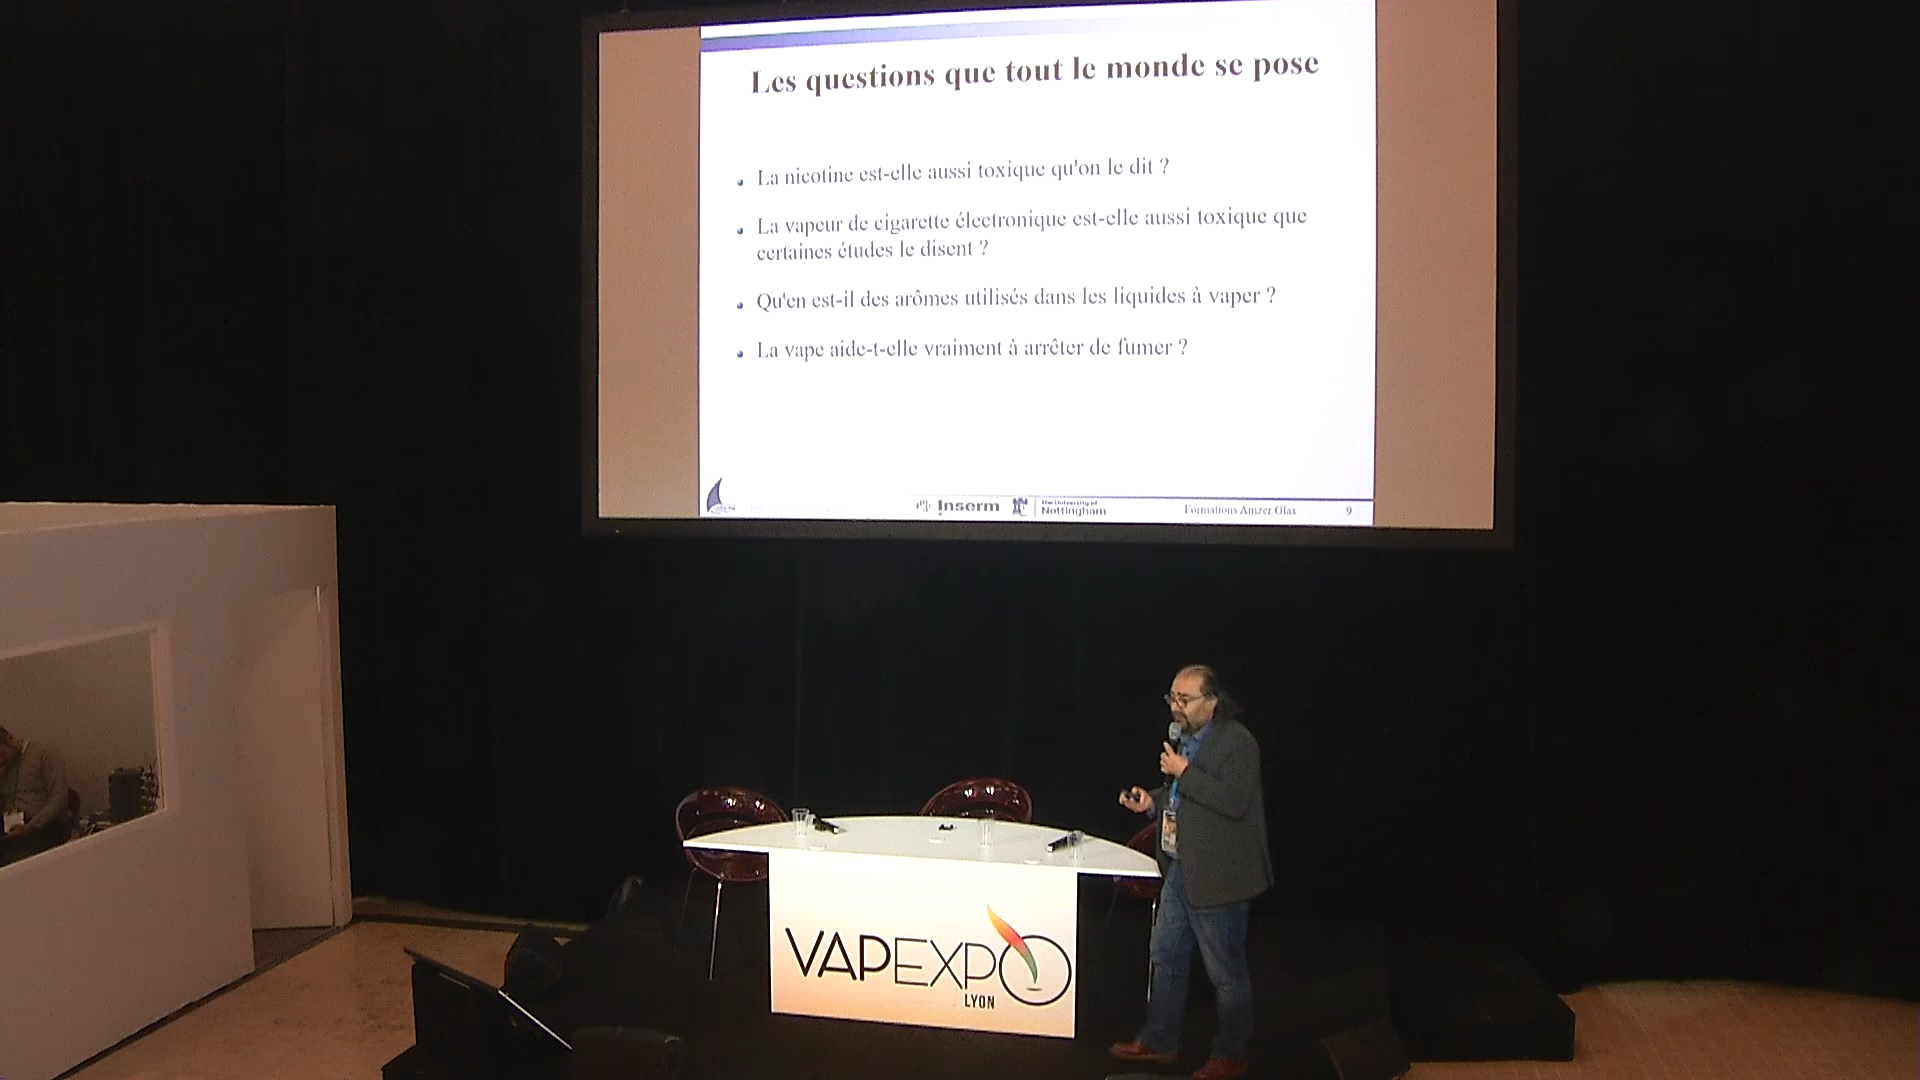 Les questions que tout le monde se pose
La nicotine est-elle aussi toxique qu'on le dit ?
La vapeur de cigarette électronique est-elle aussi toxique que
certaines études le disent ?
Qu'en est-il des arômes utilisés dans les liquides à vaper ?
La vape aide-t-elle vraiment à arrêter de fumer ?
Inserm
The University of
Nottingham
Formations Amzer Glas
9
VAPEXPO
LYON